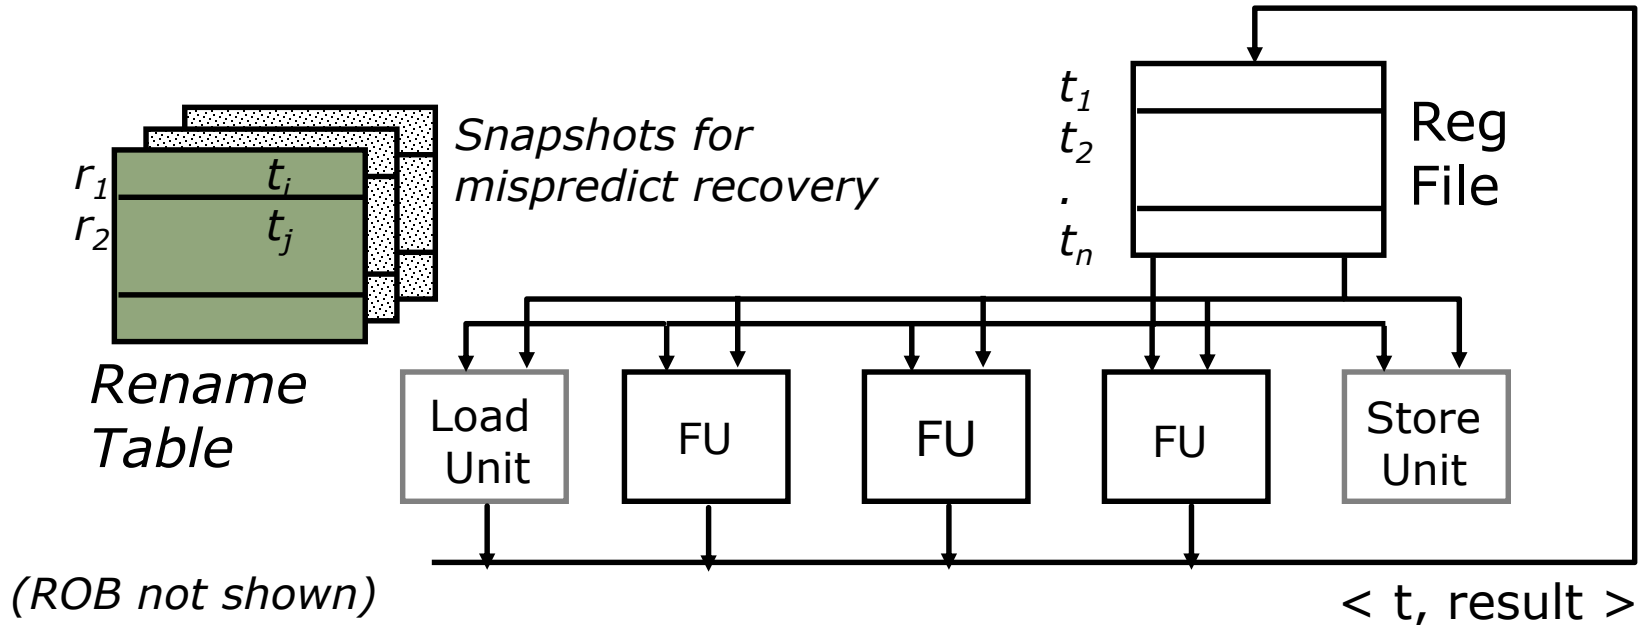 t₁
t₂
.
tₙ
Reg
File
Snapshots for
mispredict recovery
r₁ tᵢ
r₂ tⱼ
Rename
Table
Load
Unit
FU
FU
FU
Store
Unit
(ROB not shown)
< t, result >